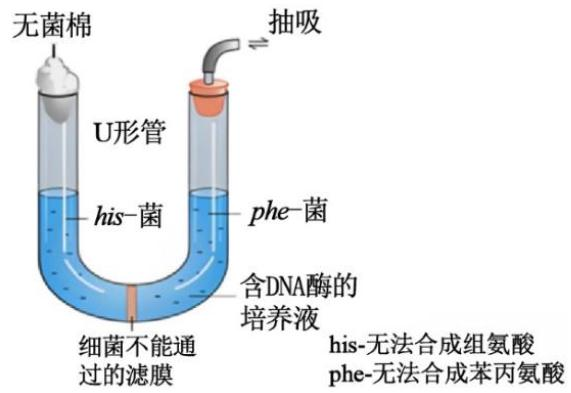 无菌棉
抽吸
U形管
his-菌
phe-菌
含DNA酶的
培养液
细菌不能通
过的滤膜
his-无法合成组氨酸
phe-无法合成苯丙氨酸